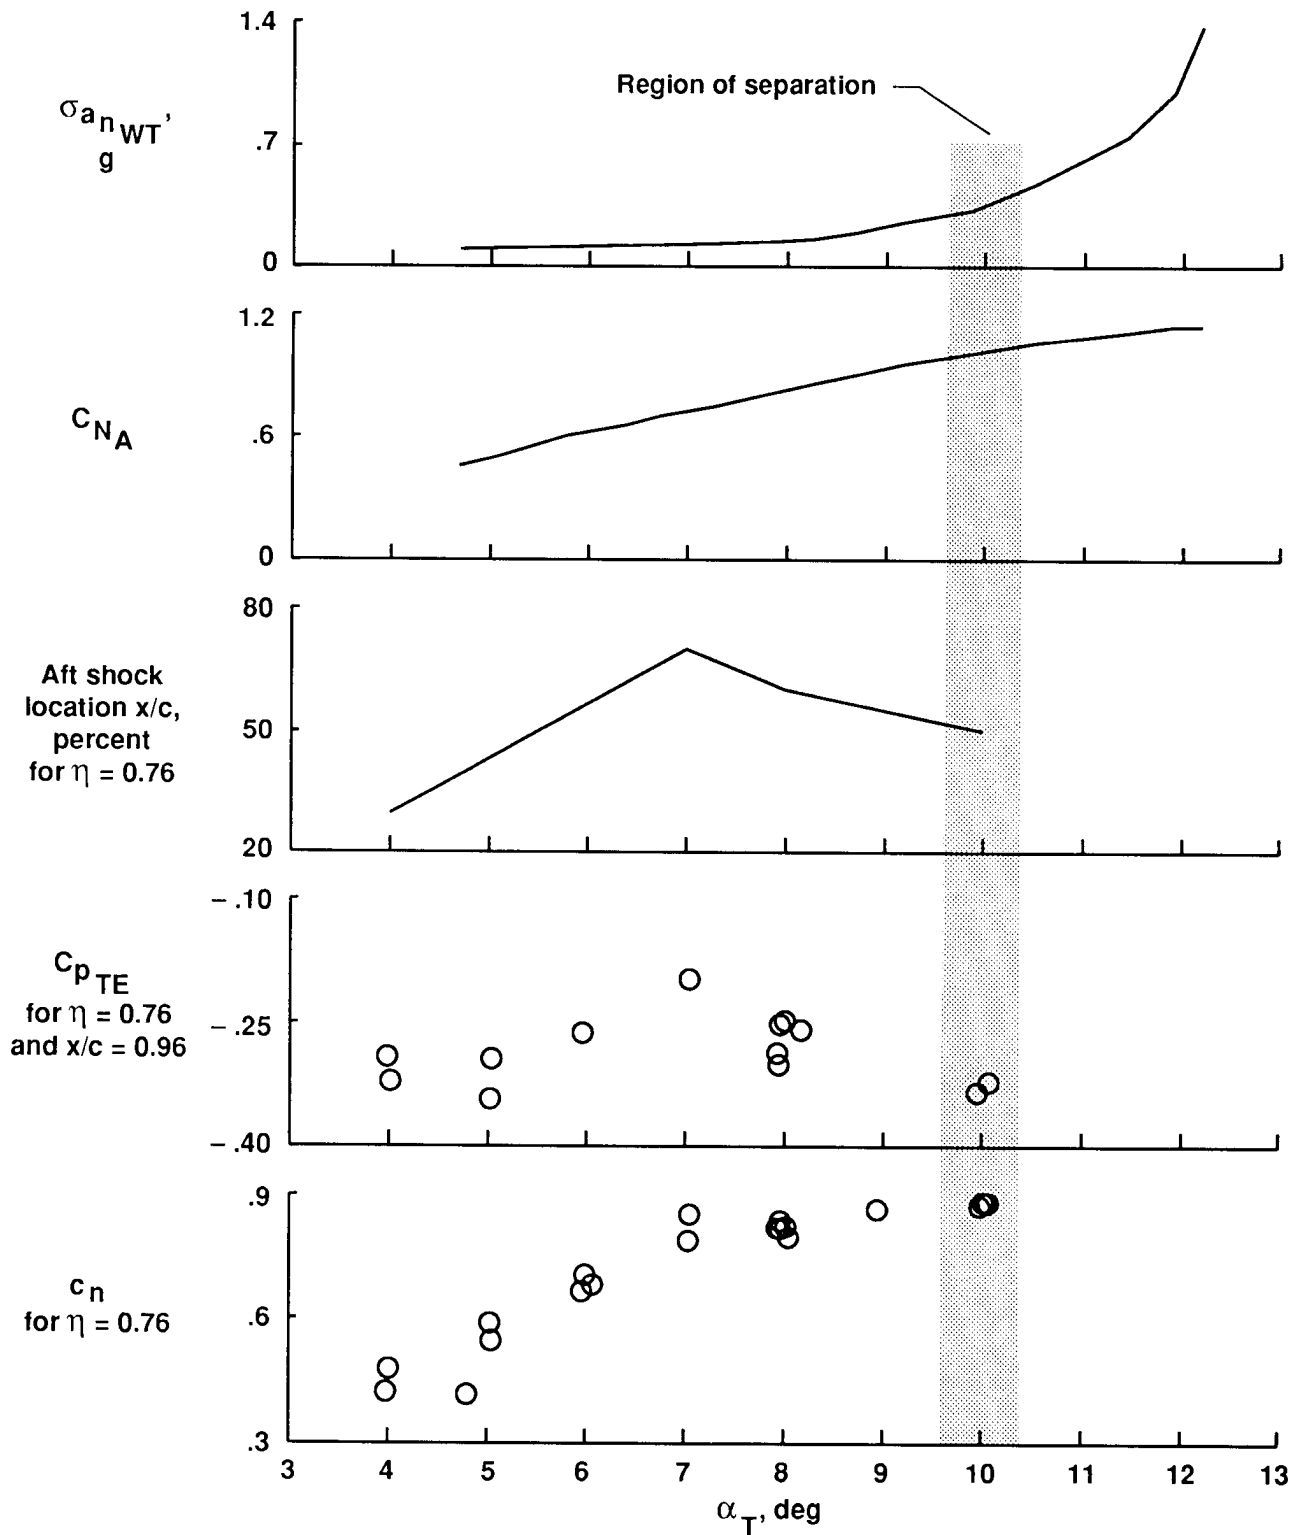 1.4
Region of separation
σ a n WT,
g
.7
0
1.2
C N A
.6
0
80
Aft shock
location x/c,
percent
for η = 0.76
50
20
– .10
C p TE
for η = 0.76
and x/c = 0.96
– .25
– .40
.9
c n
for η = 0.76
.6
.3
3 4 5 6 7 8 9 10 11 12 13
α T, deg